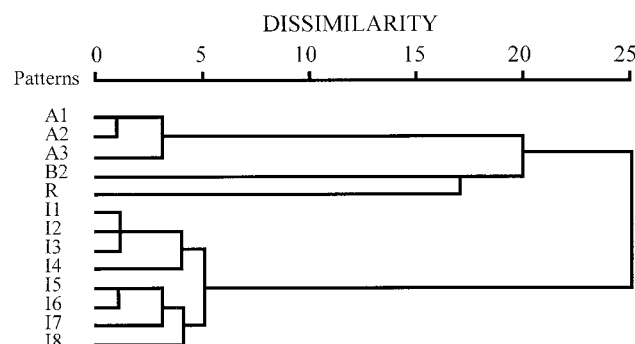 DISSIMILARITY
0 5 10 15 20 25
Patterns
A1
A2
A3
B2
R
I1
I2
I3
I4
I5
I6
I7
I8